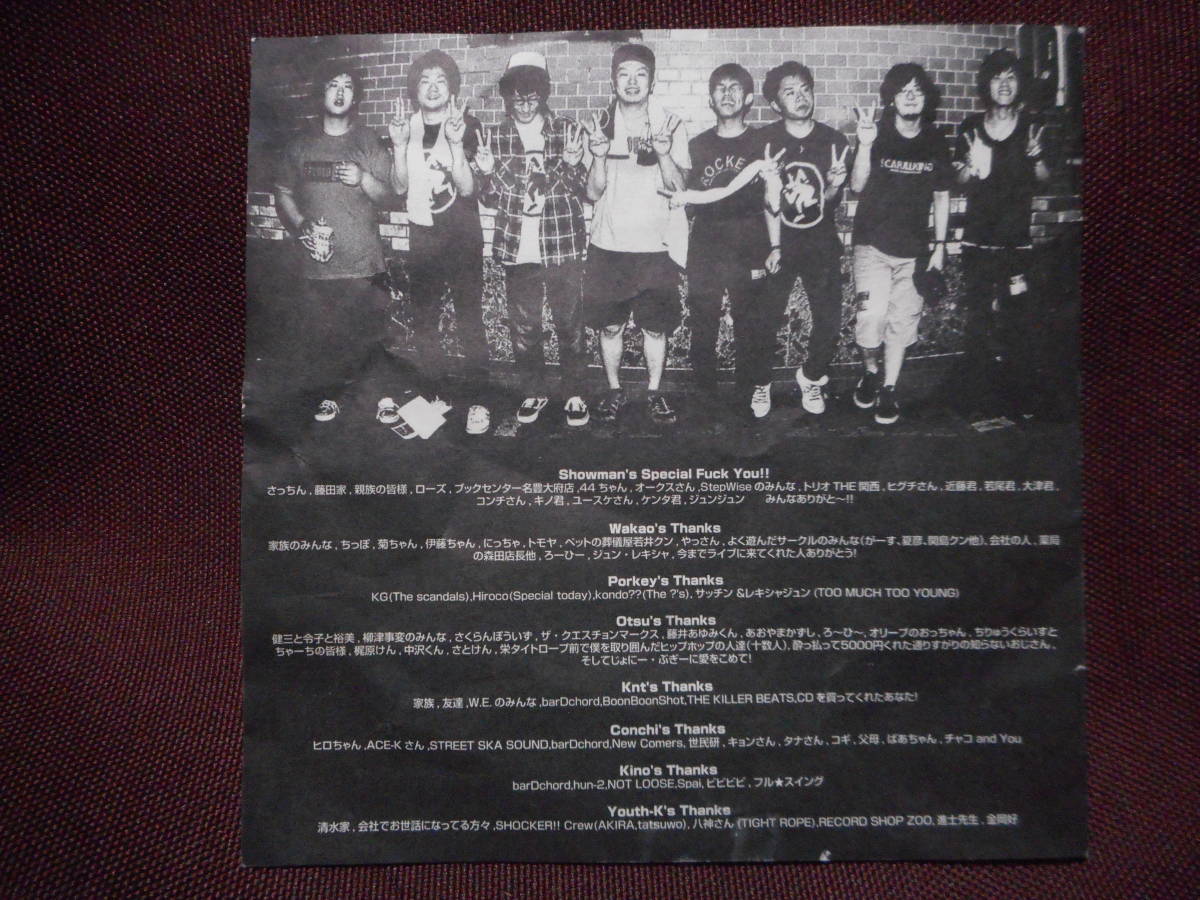 ROCKE
Showman's Special Fuck You!!
さっちん , 藤田家 , 親族の皆様 , ローズ , ブックセンター名豊大府店 , 44 ちゃん , オークスさん , StepWise のみんな , トリオ THE 関西 , ヒグチさん , 近藤君 , 若尾君 , 大津君 ,
コンチさん , キノ君 , ユースケさん , ケンタ君 , ジュンジュン みんなありがと〜!!
Wakao's Thanks
家族のみんな , ちっぽ , 菊ちゃん , 伊藤ちゃん , にっちゃ , トモヤ , ペットの葬儀屋若井クン , やっさん , よく遊んだサークルのみんな(がーす、夏彦、関島クン他) , 会社の人 , 薬局
の森田店長他 , ろーひー , ジュン・レキシャ , 今までライブに来てくれた人ありがとう!
Porkey's Thanks
KG(The scandals),Hiroco(Special today),kondo??(The ?'s), サッチン &レキシャジュン (TOO MUCH TOO YOUNG)
Otsu's Thanks
健三と令子と裕美 , 柳津事変のみんな , さくらんぼういず , ザ・クエスチョンマークス , 藤井あゆみくん , あおやまかずし , ろ〜ひ〜 , オリーブのおっちゃん , ちりゅうくらいすと
ちゃーちの皆様 , 梶原けん , 中沢くん , さとけん , 栄タイトロープ前で僕を取り囲んだヒップホップの人達(十数人) , 酔っ払って5000円くれた通りすがりの知らないおじさん ,
そしてじょにー・ぶぎーに愛をこめて!
Knt's Thanks
家族 , 友達 ,W.E. のみんな ,barDchord,BoonBoonShot,THE KILLER BEATS,CD を買ってくれたあなた!
Conchi's Thanks
ヒロちゃん ,ACE-K さん ,STREET SKA SOUND,barDchord,New Comers, 世民研 , キョンさん , タナさん , コギ , 父母 , ばあちゃん , チャコ and You
Kino's Thanks
barDchord,hun-2,NOT LOOSE,Spai, ビビビビ , フル★スイング
Youth-K's Thanks
清水家 , 会社でお世話になってる方々 ,SHOCKER!! Crew(AKIRA,tatsuwo), 八神さん (TIGHT ROPE),RECORD SHOP ZOO, 進士先生 , 金岡好